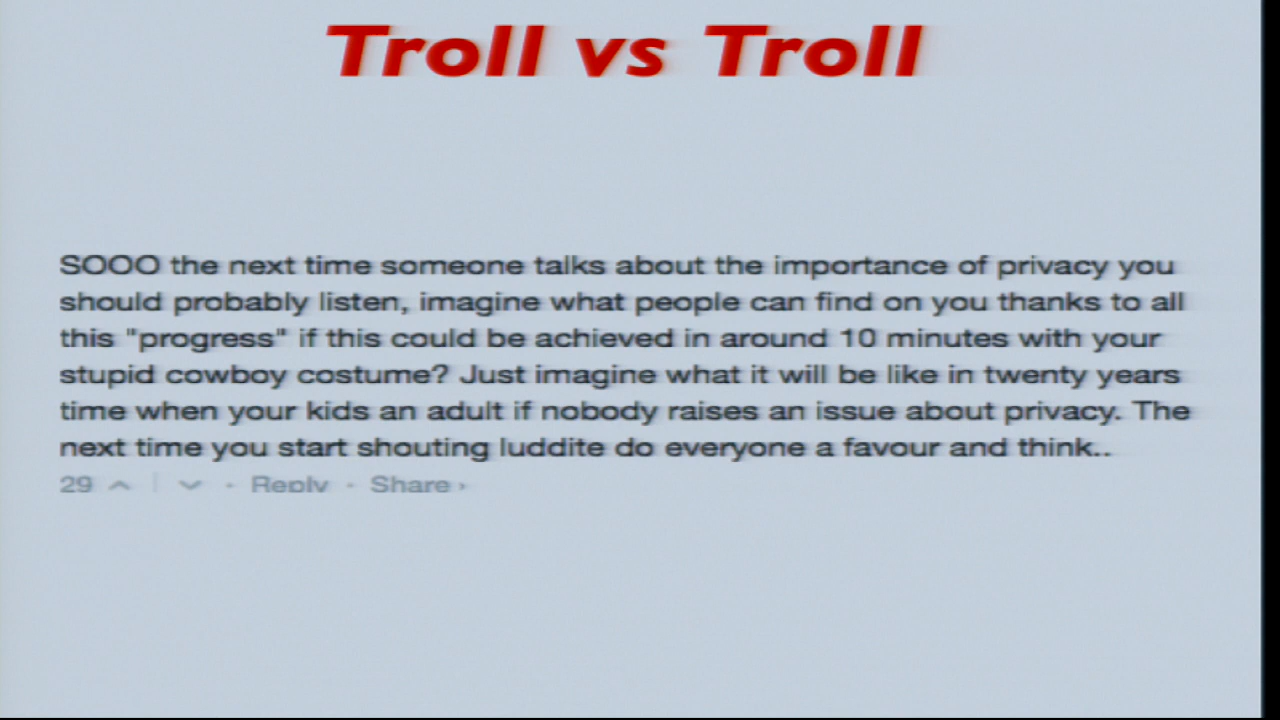 Troll vs Troll
SOOO the next time someone talks about the importance of privacy you
should probably listen, imagine what people can find on you thanks to all
this "progress" if this could be achieved in around 10 minutes with your
stupid cowboy costume? Just imagine what it will be like in twenty years
time when your kids an adult if nobody raises an issue about privacy. The
next time you start shouting luddite do everyone a favour and think..
29 · Reply · Share ›